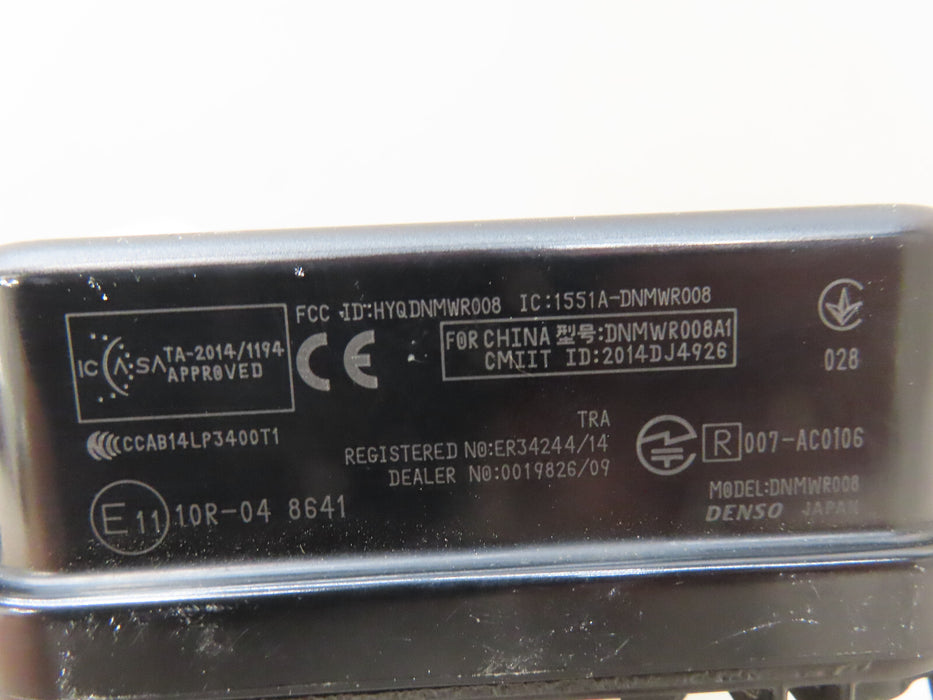 FCC ID:HYQDNMWR008 IC:1551A-DNMWR008
ICASA TA-2014/1194
APPROVED
CE
FOR CHINA 型号:DNMWR008A1
CMIIT ID:2014DJ4926
028
CCAB14LP3400T1
TRA
REGISTERED NO:ER34244/14
DEALER NO:0019826/09
R 007-AC0106
E11 10R-04 8641
MODEL:DNMWR008
DENSO JAPAN